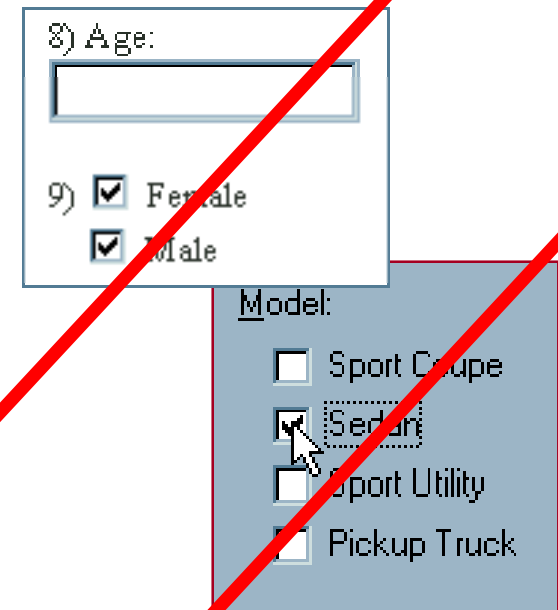 8) Age:
9) Female
Male
Model:
Sport Coupe
Sedan
Sport Utility
Pickup Truck